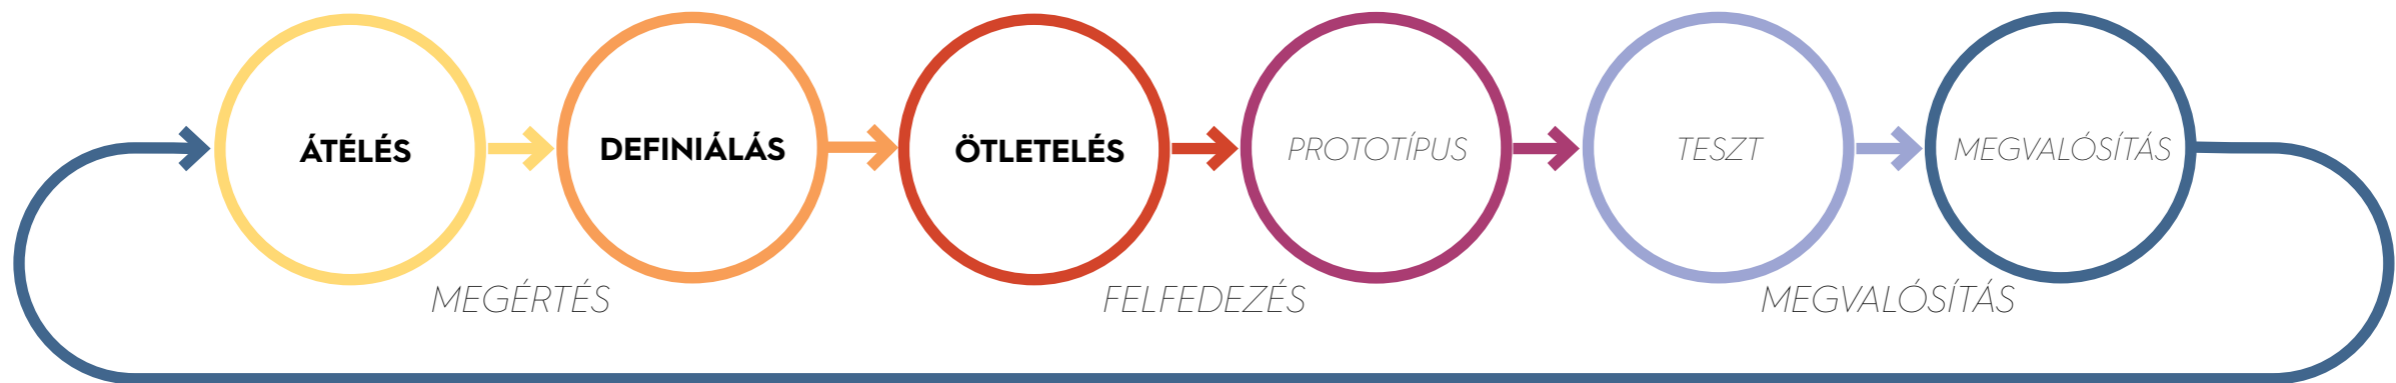 ÁTÉLÉS
DEFINIÁLÁS
ÖTLETELÉS
PROTOTÍPUS
TESZT
MEGVALÓSÍTÁS
MEGÉRTÉS
FELFEDEZÉS
MEGVALÓSÍTÁS